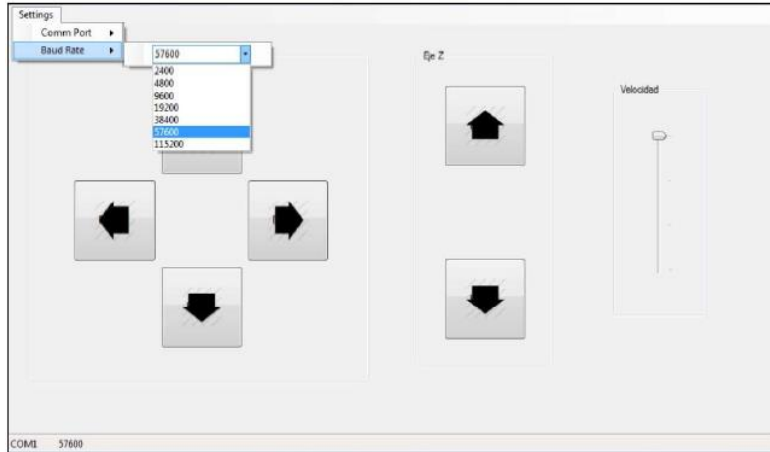 Settings
Comm Port
Baud Rate
57600
2400
4800
9600
19200
38400
57600
115200
Eje Z
Velocidad
COM1 57600